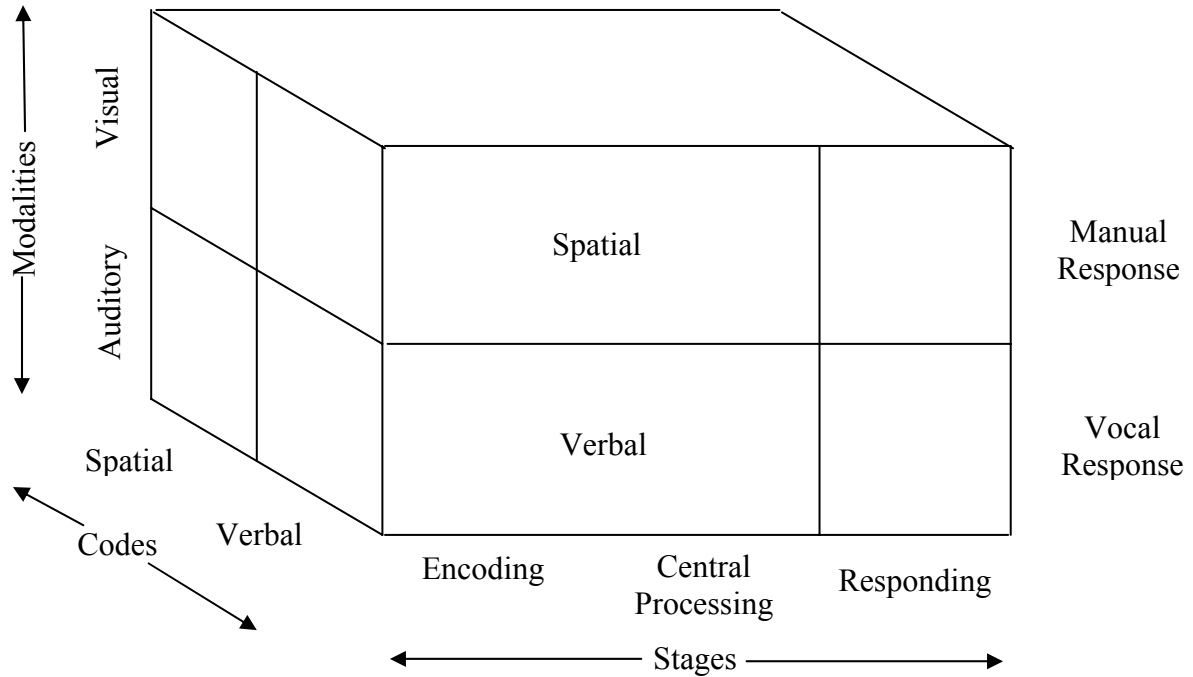 Modalities
Visual
Auditory
Spatial
Manual
Response
Verbal
Vocal
Response
Spatial
Verbal
Codes
Encoding
Central
Processing
Responding
Stages